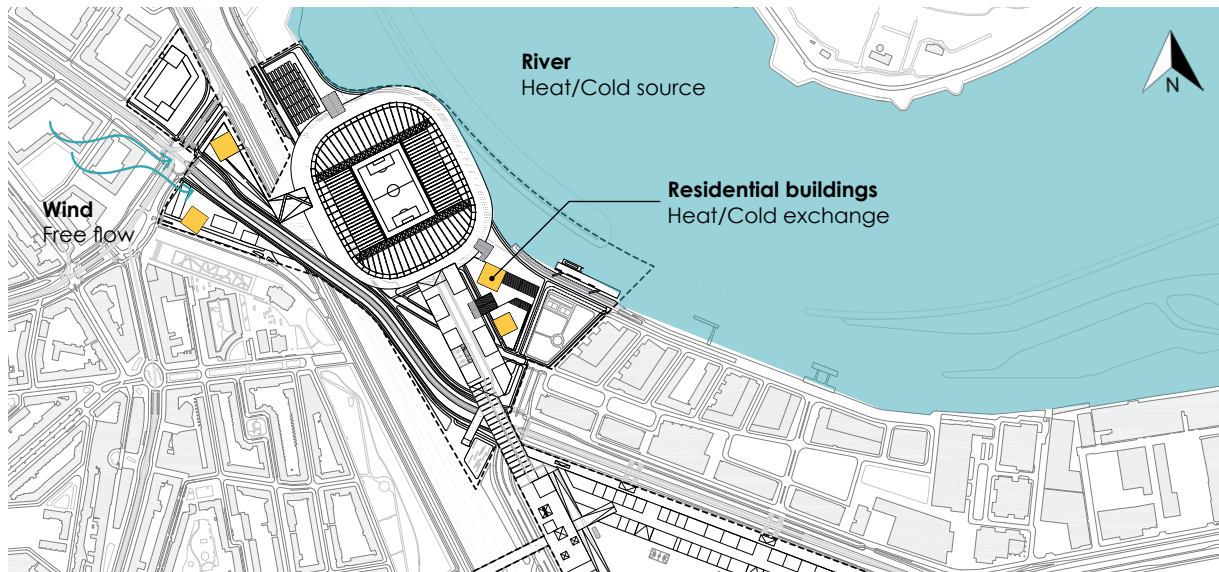 River
Heat/Cold source
N
Residential buildings
Heat/Cold exchange
Wind
Free flow